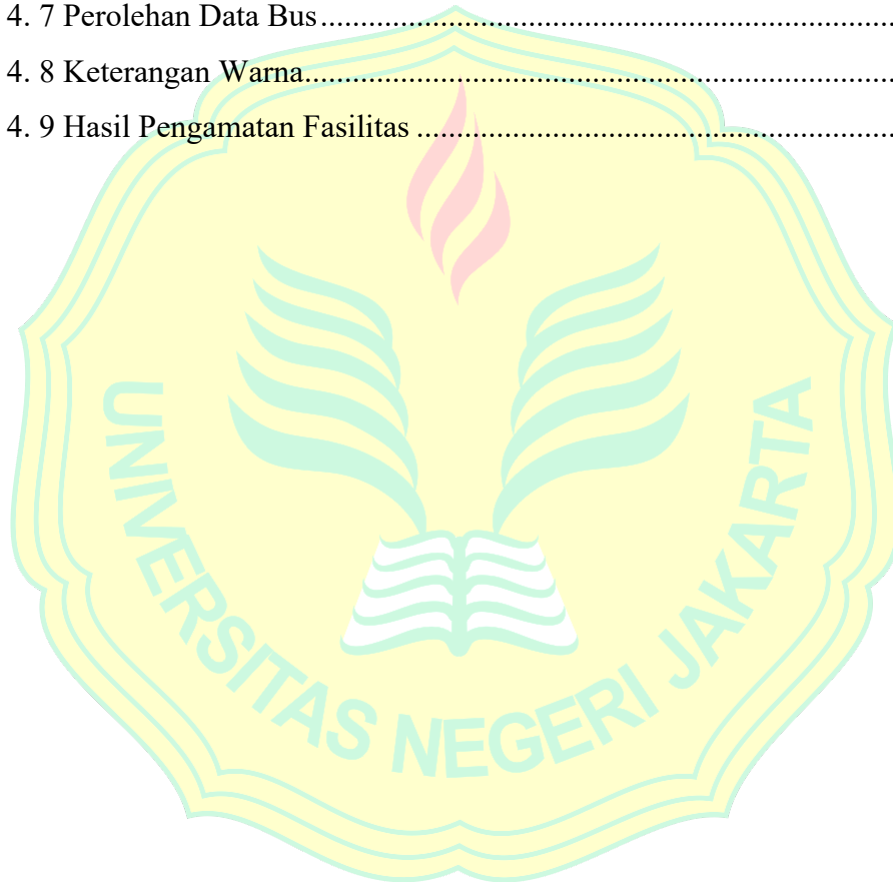 4. 7 Perolehan Data Bus........................................................................
4. 8 Keterangan Warna..........................................................................
4. 9 Hasil Pengamatan Fasilitas ............................................................
UNIVERSITAS NEGERI JAKARTA